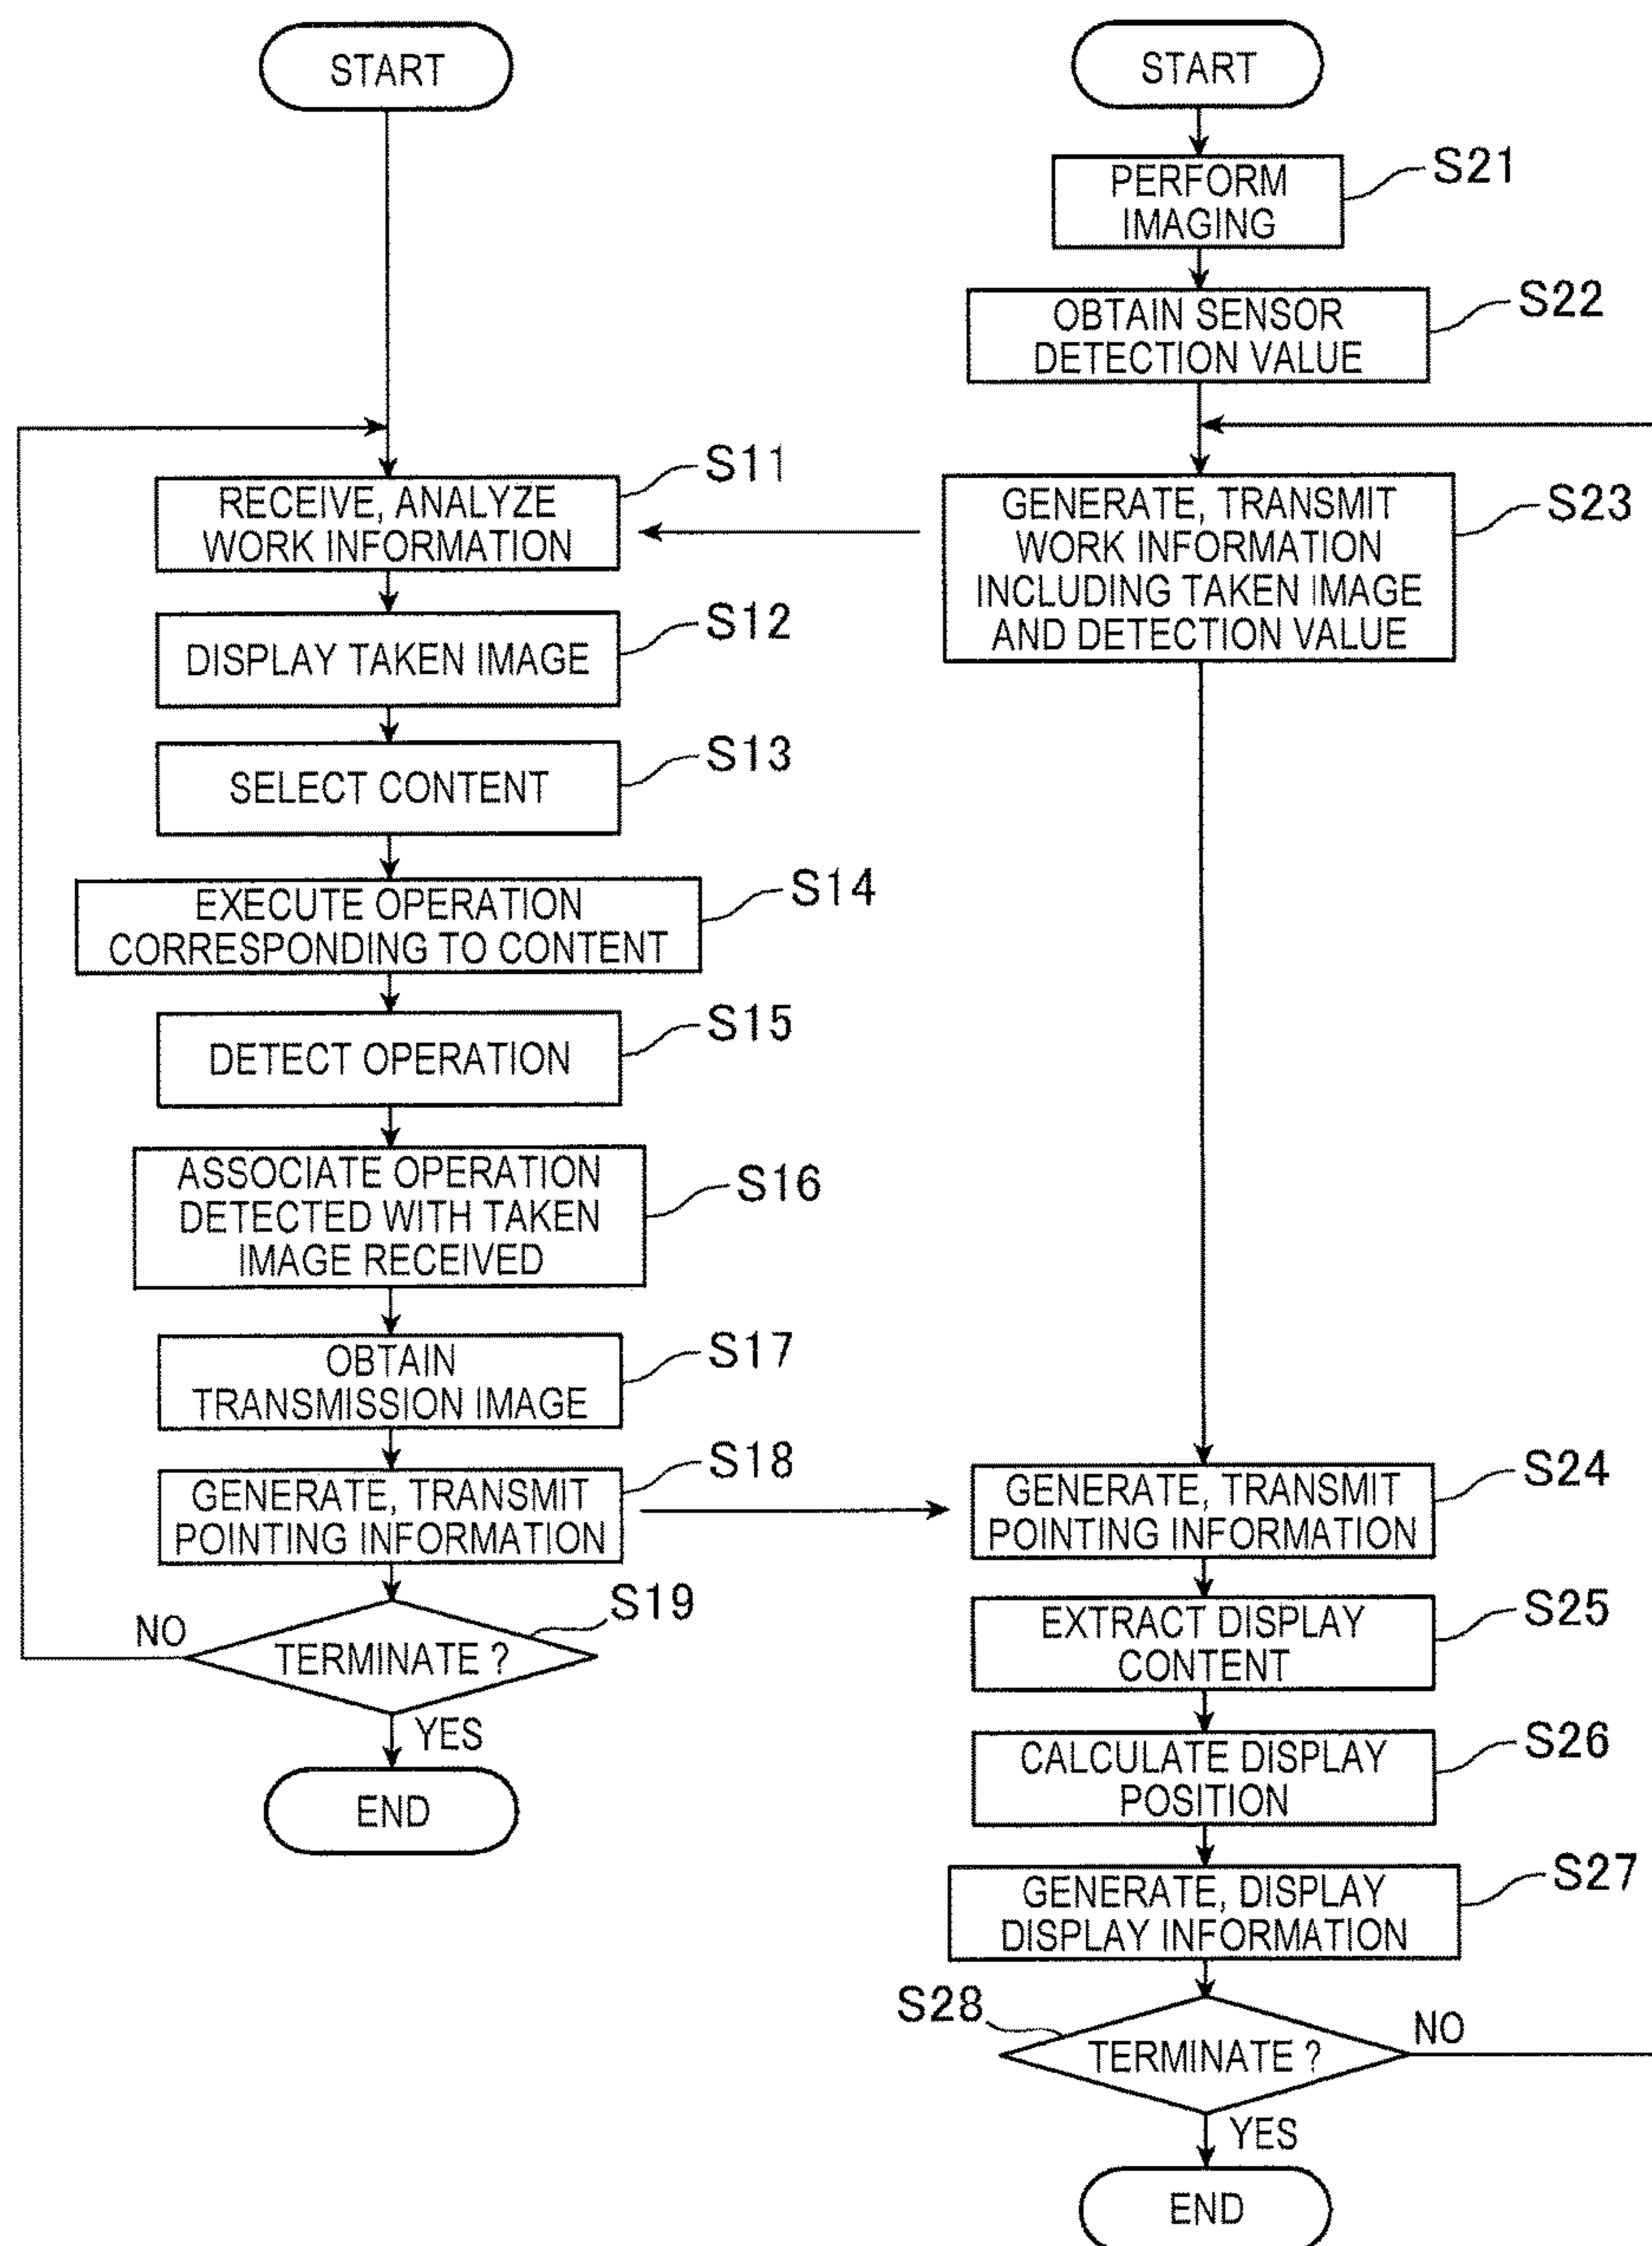 START
S11
RECEIVE, ANALYZE
WORK INFORMATION
S12
DISPLAY TAKEN IMAGE
S13
SELECT CONTENT
S14
EXECUTE OPERATION
CORRESPONDING TO CONTENT
S15
DETECT OPERATION
S16
ASSOCIATE OPERATION
DETECTED WITH TAKEN
IMAGE RECEIVED
S17
OBTAIN
TRANSMISSION IMAGE
S18
GENERATE, TRANSMIT
POINTING INFORMATION
S19
NO
TERMINATE ?
YES
END
START
S21
PERFORM
IMAGING
S22
OBTAIN SENSOR
DETECTION VALUE
S23
GENERATE, TRANSMIT
WORK INFORMATION
INCLUDING TAKEN IMAGE
AND DETECTION VALUE
S24
GENERATE, TRANSMIT
POINTING INFORMATION
S25
EXTRACT DISPLAY
CONTENT
S26
CALCULATE DISPLAY
POSITION
S27
GENERATE, DISPLAY
DISPLAY INFORMATION
S28
NO
TERMINATE ?
YES
END